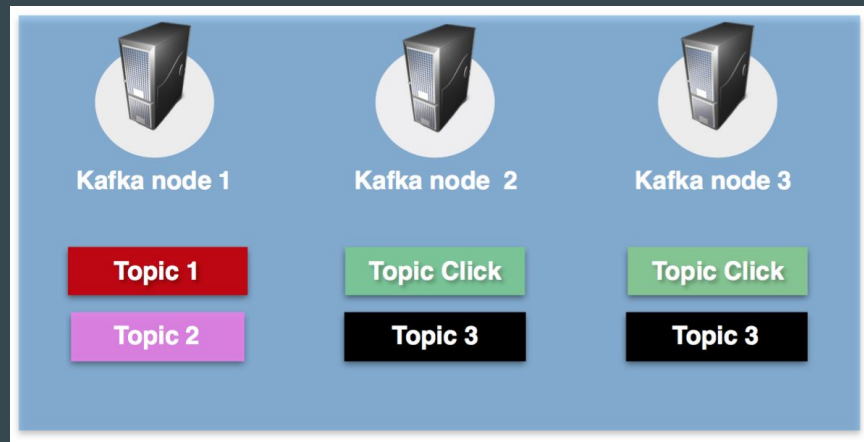 Kafka node 1
Kafka node 2
Kafka node 3
Topic 1
Topic Click
Topic Click
Topic 2
Topic 3
Topic 3